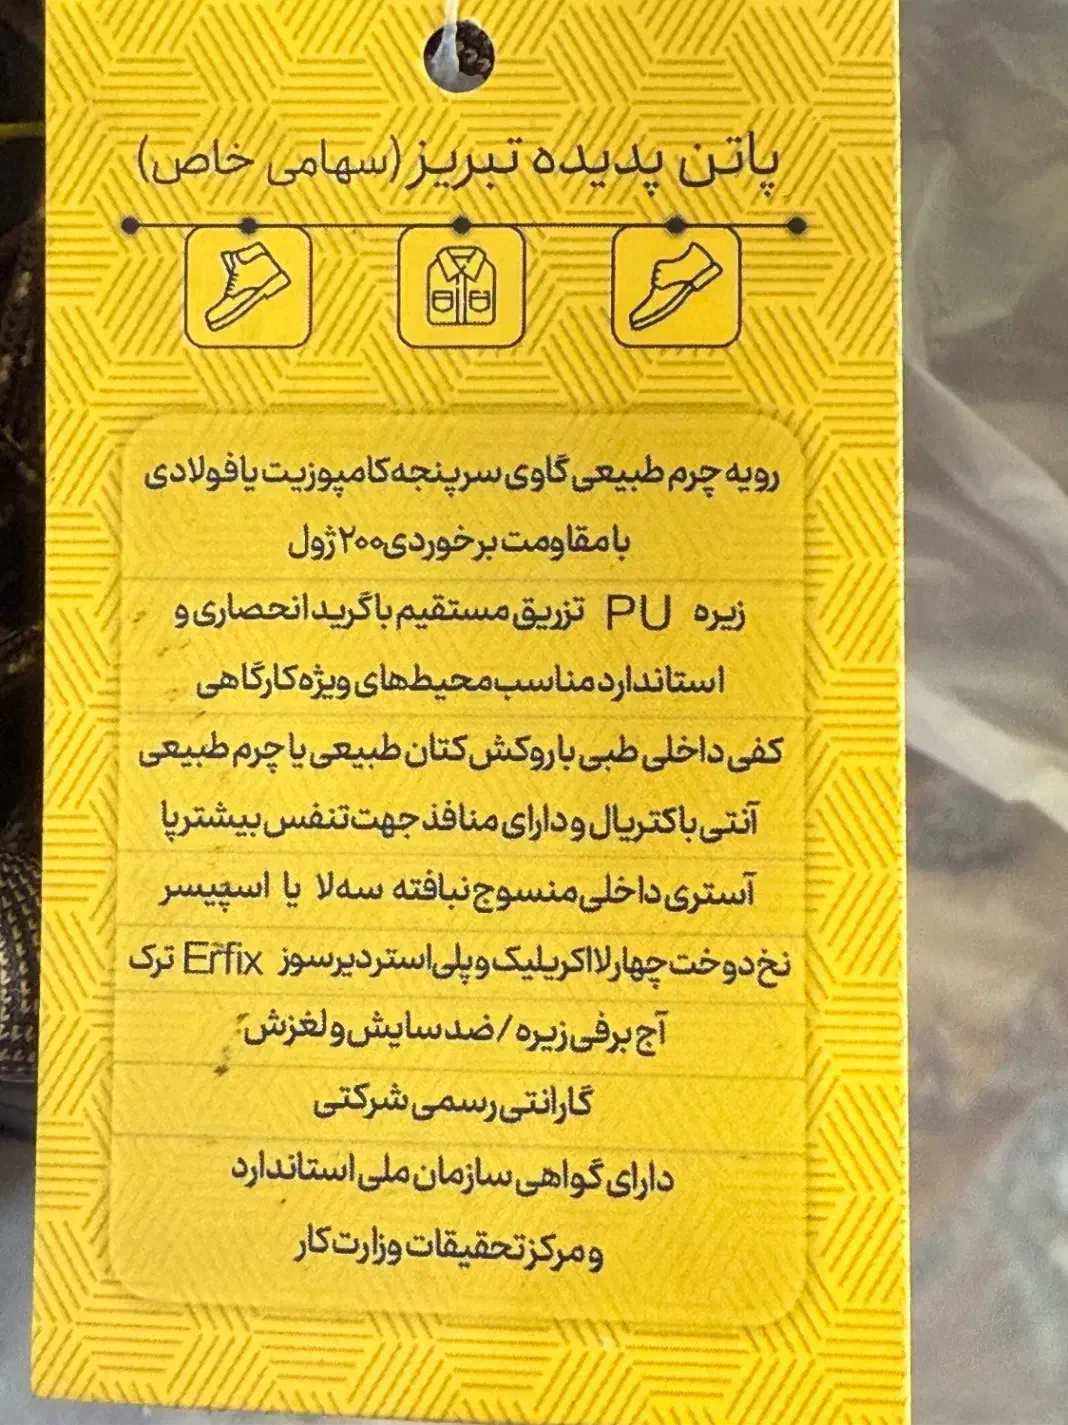 پاتن پدیده تبریز (سهامی خاص)
رویه چرم طبیعی گاوی سرپنجه کامپوزیت یا فولادی
با مقاومت برخوردی ۲۰۰ ژول
زیره PU تزریق مستقیم با گرید انحصاری و
استاندارد مناسب محیط‌های ویژه کارگاهی
کفی داخلی طبی با روکش کتان طبیعی یا چرم طبیعی
آنتی باکتریال و دارای منافذ جهت تنفس بیشتر پا
آستری داخلی منسوج نبافته سه لا یا اسپیسر
نخ دوخت چهارلا اکریلیک و پلی استر دیرسوز Erfix ترک
آج برفی زیره / ضد سایش و لغزش
گارانتی رسمی شرکتی
دارای گواهی سازمان ملی استاندارد
و مرکز تحقیقات وزارت کار